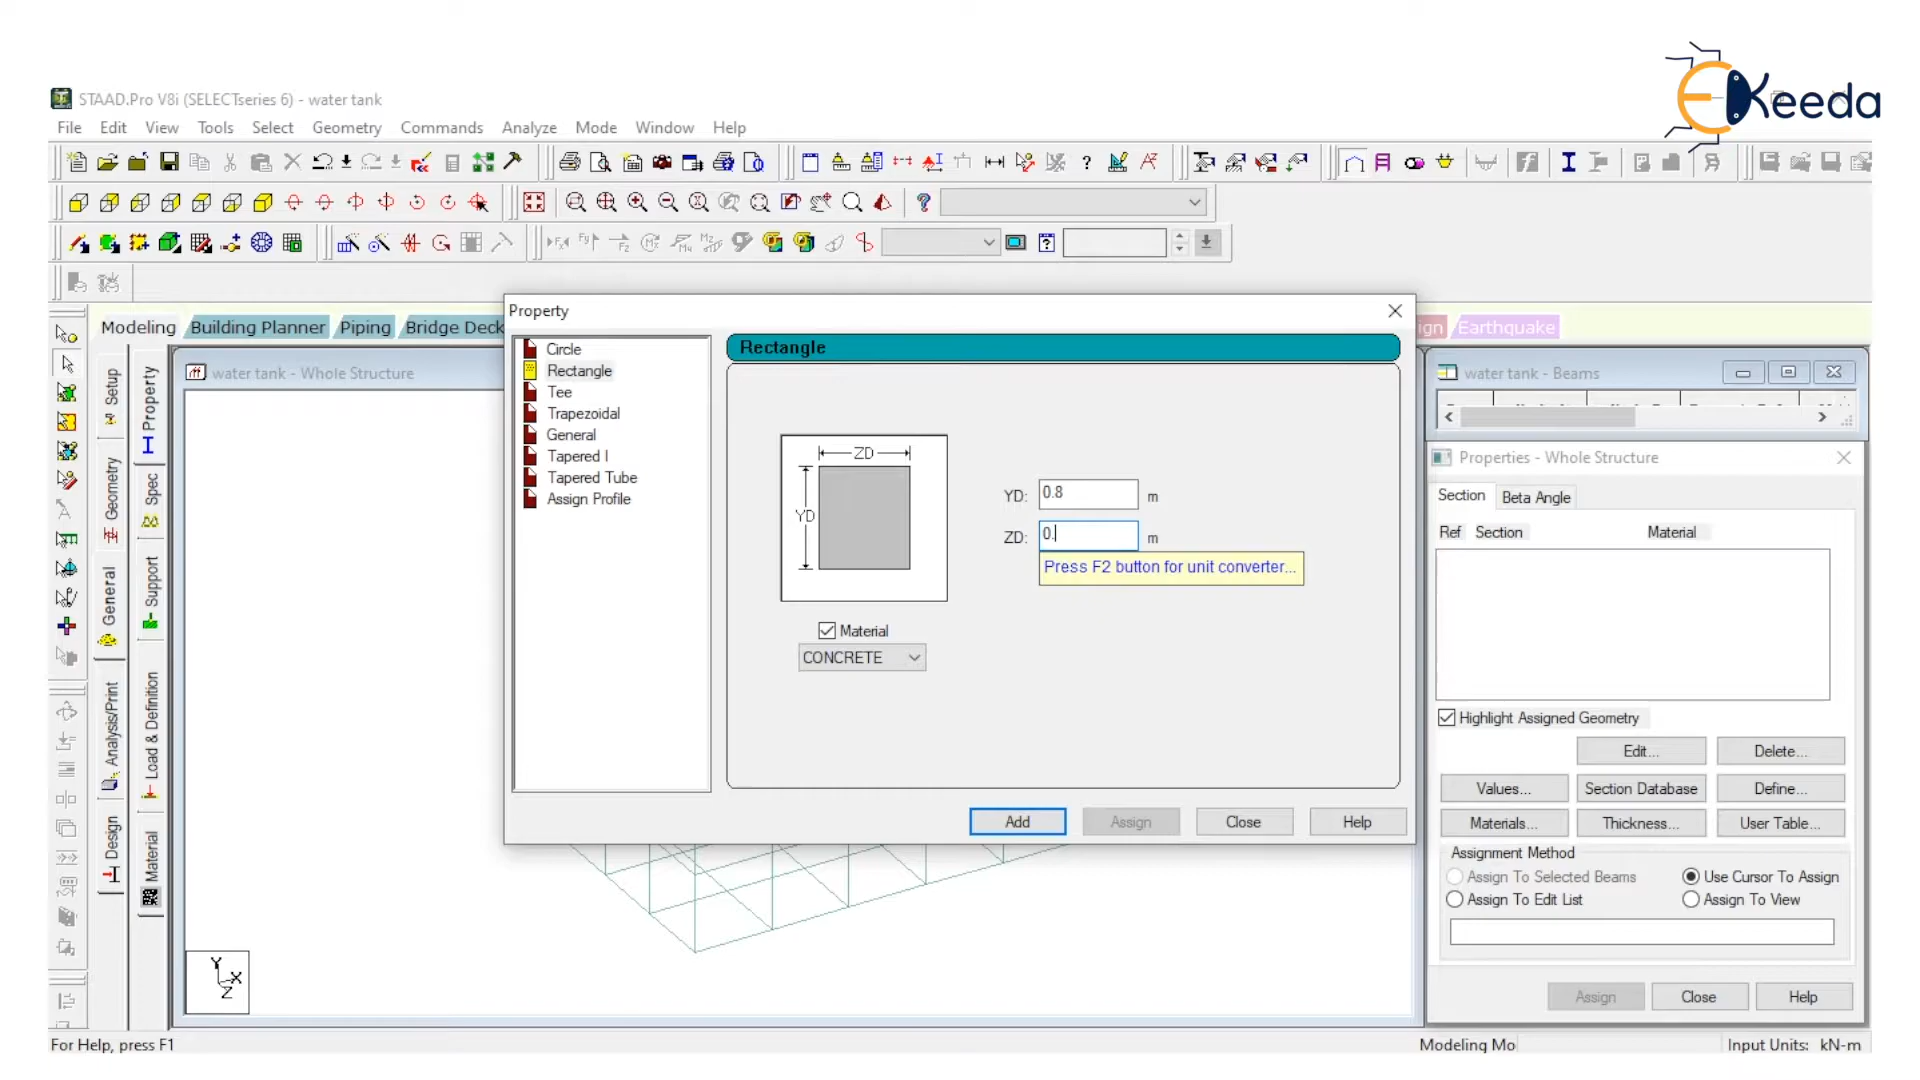 EKeeda
STAAD.Pro V8i (SELECTseries 6) - water tank
File Edit View Tools Select Geometry Commands Analyze Mode Window Help
Modeling Building Planner Piping Bridge Deck
Earthquake
Property
Circle
Rectangle
Tee
Trapezoidal
General
Tapered I
Tapered Tube
Assign Profile
Rectangle
ZD
YD
YD: 0.8 m
ZD: 0. m
Press F2 button for unit converter...
Material
CONCRETE
Add Assign Close Help
water tank - Whole Structure
Setup
Geometry
General
Analysis/Print
Design
Property
Spec
Support
Load & Definition
Material
Y
X
Z
water tank - Beams
Properties - Whole Structure
Section Beta Angle
Ref Section Material
Highlight Assigned Geometry
Edit... Delete...
Values... Section Database Define...
Materials... Thickness... User Table...
Assignment Method
Assign To Selected Beams Use Cursor To Assign
Assign To Edit List Assign To View
Assign Close Help
For Help, press F1
Modeling Mo Input Units: kN-m